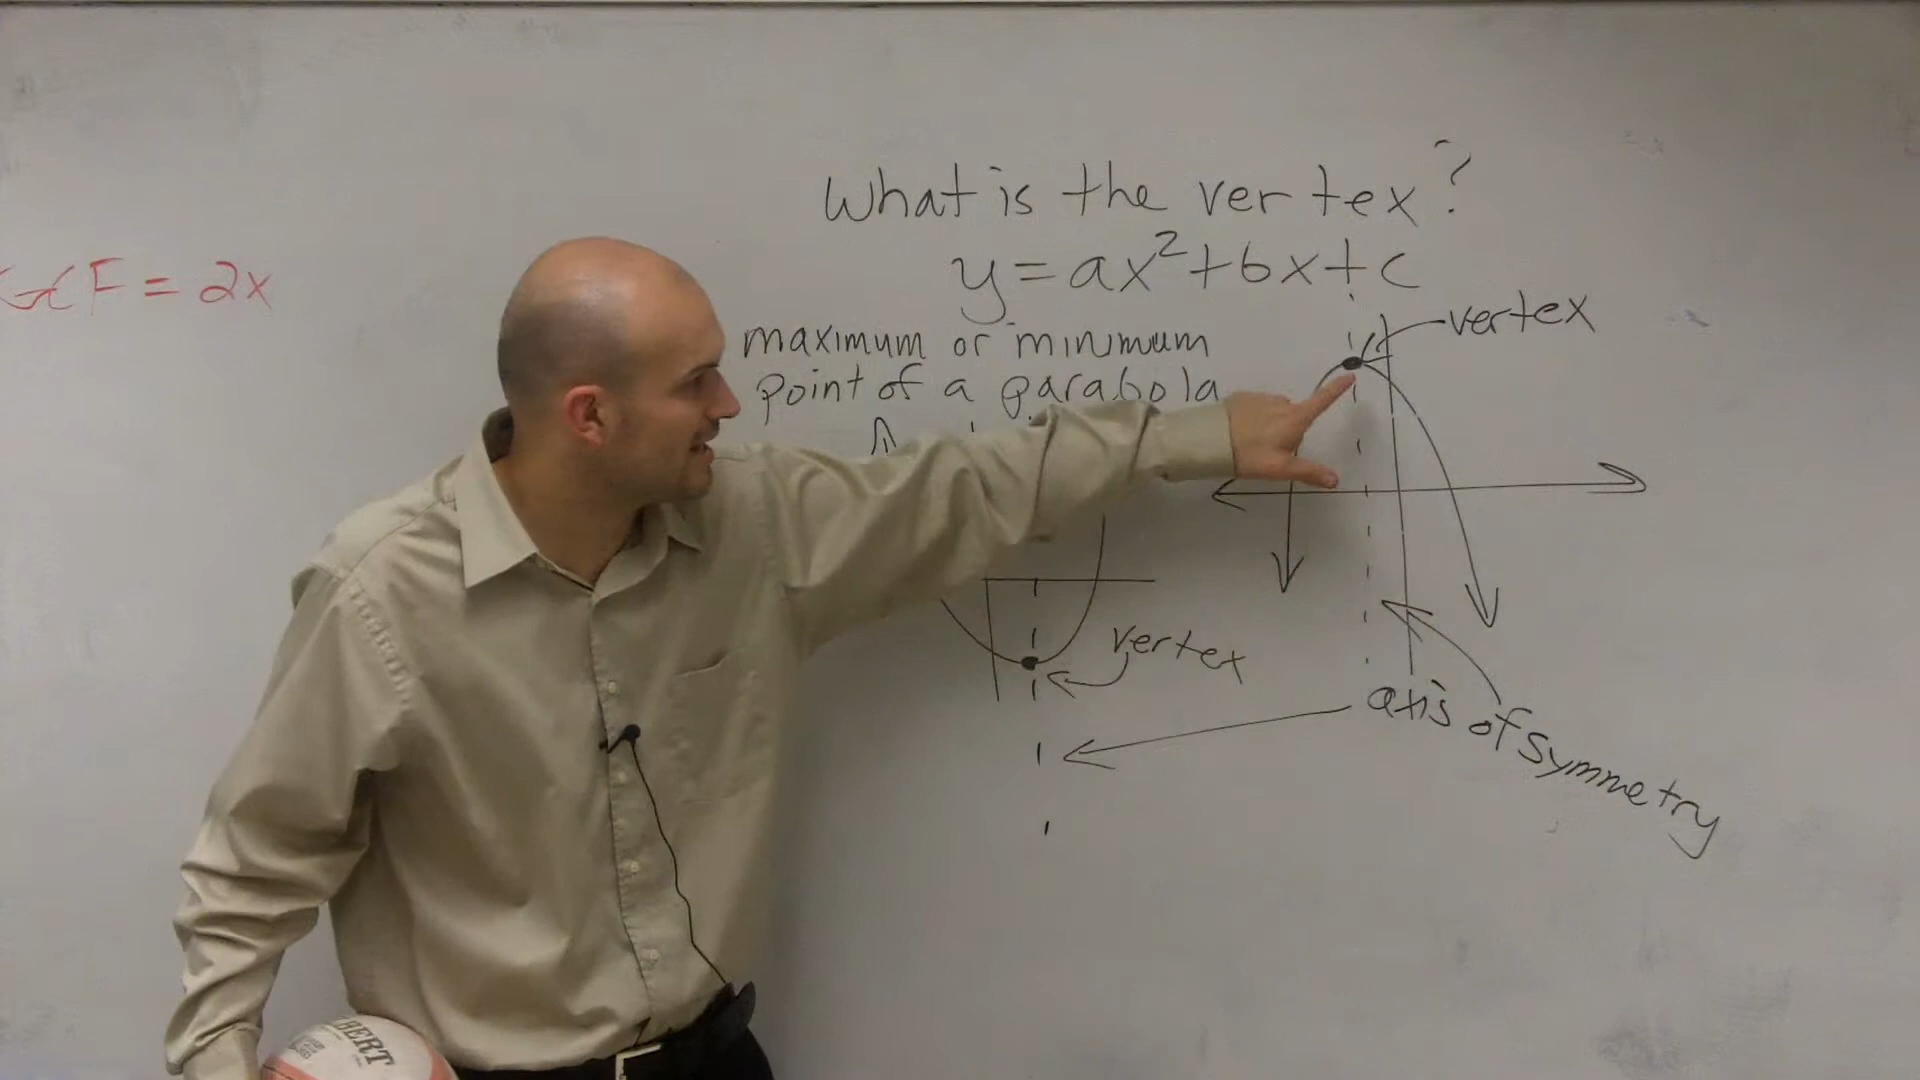 What is the vertex?
y = ax² + bx + c
GCF = 2x
vertex
maximum or minimum
point of a parabola
vertex
axis of symmetry